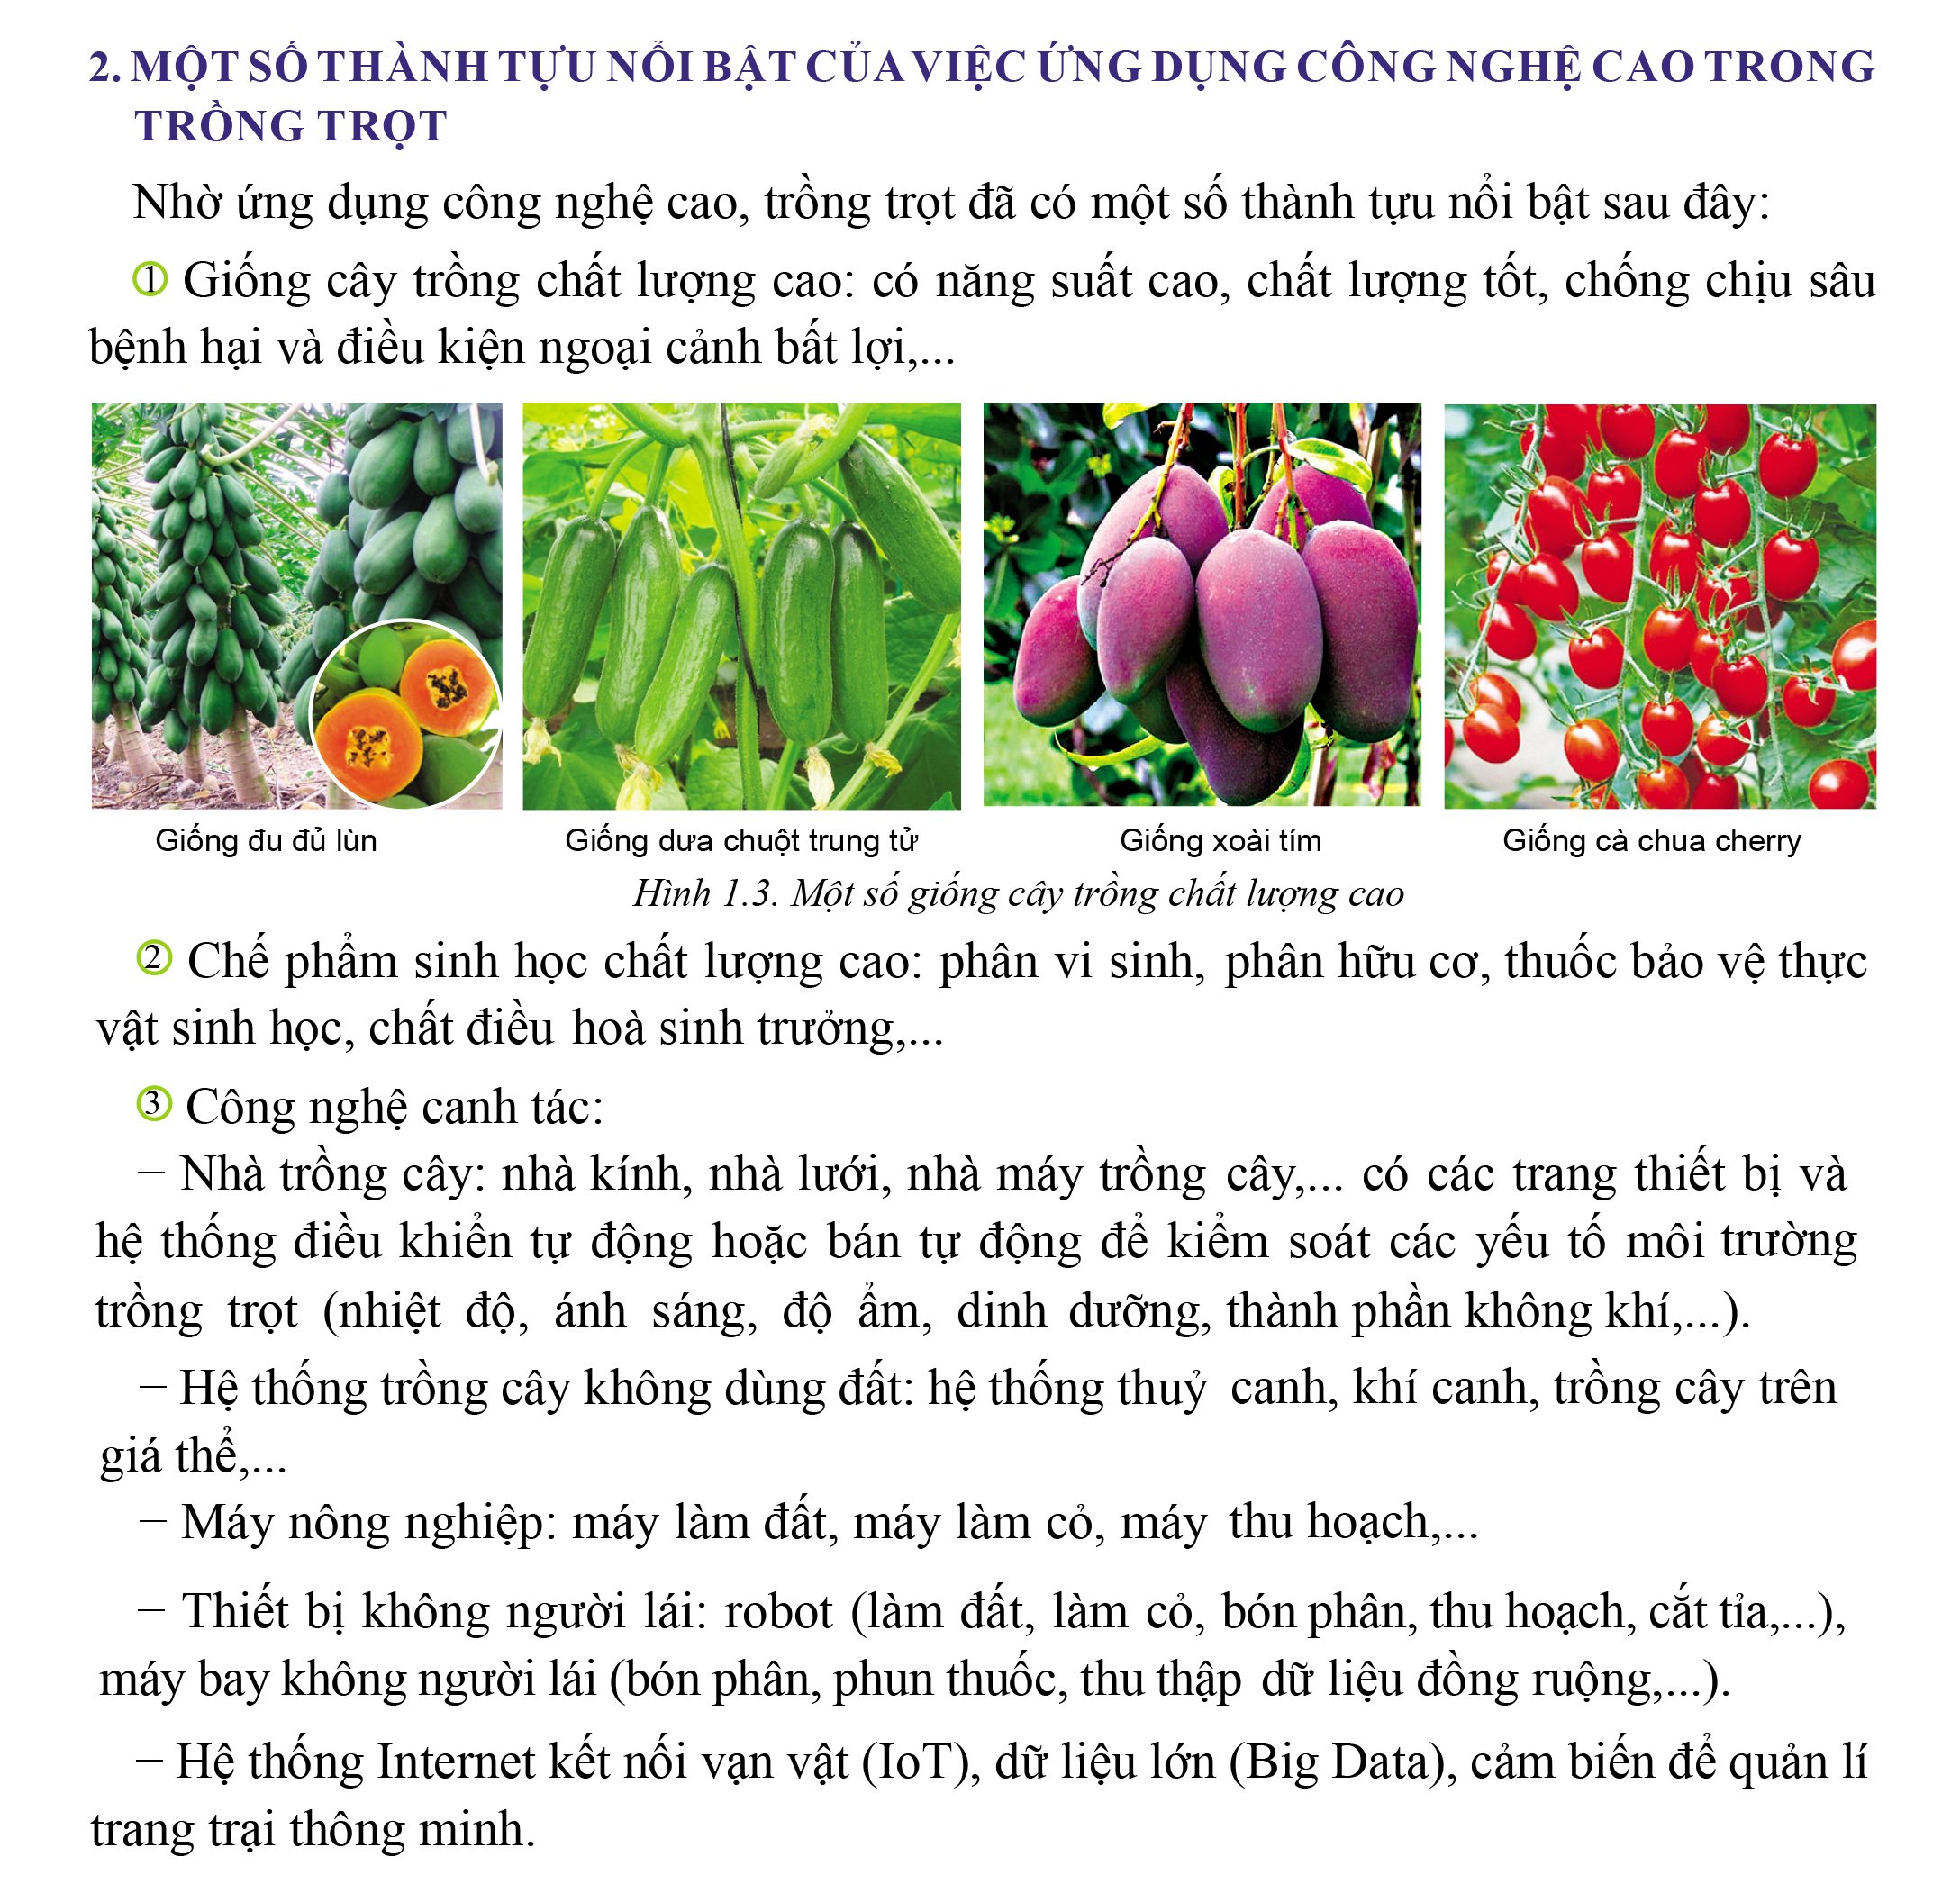 2. MỘT SỐ THÀNH TỰU NỔI BẬT CỦA VIỆC ỨNG DỤNG CÔNG NGHỆ CAO TRONG
TRỒNG TRỌT
Nhờ ứng dụng công nghệ cao, trồng trọt đã có một số thành tựu nổi bật sau đây:
① Giống cây trồng chất lượng cao: có năng suất cao, chất lượng tốt, chống chịu sâu
bệnh hại và điều kiện ngoại cảnh bất lợi,...
Giống đu đủ lùn
Giống dưa chuột trung tử
Giống xoài tím
Giống cà chua cherry
Hình 1.3. Một số giống cây trồng chất lượng cao
② Chế phẩm sinh học chất lượng cao: phân vi sinh, phân hữu cơ, thuốc bảo vệ thực
vật sinh học, chất điều hoà sinh trưởng,...
③ Công nghệ canh tác:
– Nhà trồng cây: nhà kính, nhà lưới, nhà máy trồng cây,... có các trang thiết bị và
hệ thống điều khiển tự động hoặc bán tự động để kiểm soát các yếu tố môi trường
trồng trọt (nhiệt độ, ánh sáng, độ ẩm, dinh dưỡng, thành phần không khí,...).
– Hệ thống trồng cây không dùng đất: hệ thống thuỷ canh, khí canh, trồng cây trên
giá thể,...
– Máy nông nghiệp: máy làm đất, máy làm cỏ, máy thu hoạch,...
– Thiết bị không người lái: robot (làm đất, làm cỏ, bón phân, thu hoạch, cắt tỉa,...),
máy bay không người lái (bón phân, phun thuốc, thu thập dữ liệu đồng ruộng,...).
– Hệ thống Internet kết nối vạn vật (IoT), dữ liệu lớn (Big Data), cảm biến để quản lí
trang trại thông minh.